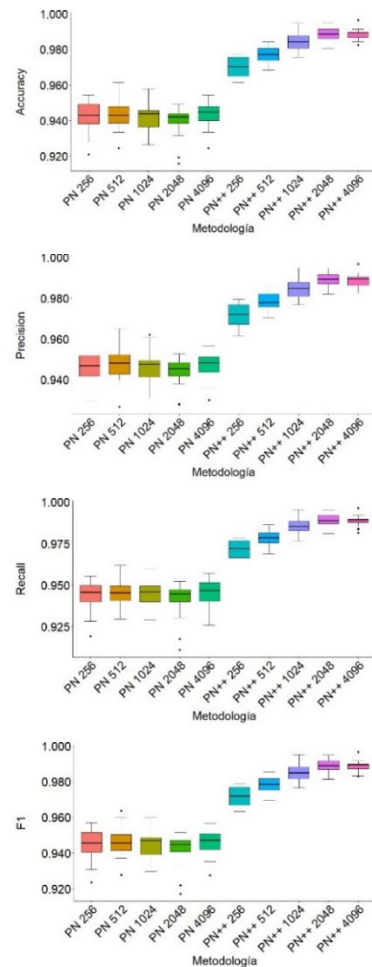 1.000
0.980
0.960
0.940
0.920
Accuracy
PN 256
PN 512
PN 1024
PN 2048
PN 4096
PN++ 256
PN++ 512
PN++ 1024
PN++ 2048
PN++ 4096
Metodología
1.000
0.980
0.960
0.940
Precision
PN 256
PN 512
PN 1024
PN 2048
PN 4096
PN++ 256
PN++ 512
PN++ 1024
PN++ 2048
PN++ 4096
Metodología
1.000
0.975
0.950
0.925
Recall
PN 256
PN 512
PN 1024
PN 2048
PN 4096
PN++ 256
PN++ 512
PN++ 1024
PN++ 2048
PN++ 4096
Metodología
1.000
0.980
0.960
0.940
0.920
F1
PN 256
PN 512
PN 1024
PN 2048
PN 4096
PN++ 256
PN++ 512
PN++ 1024
PN++ 2048
PN++ 4096
Metodología